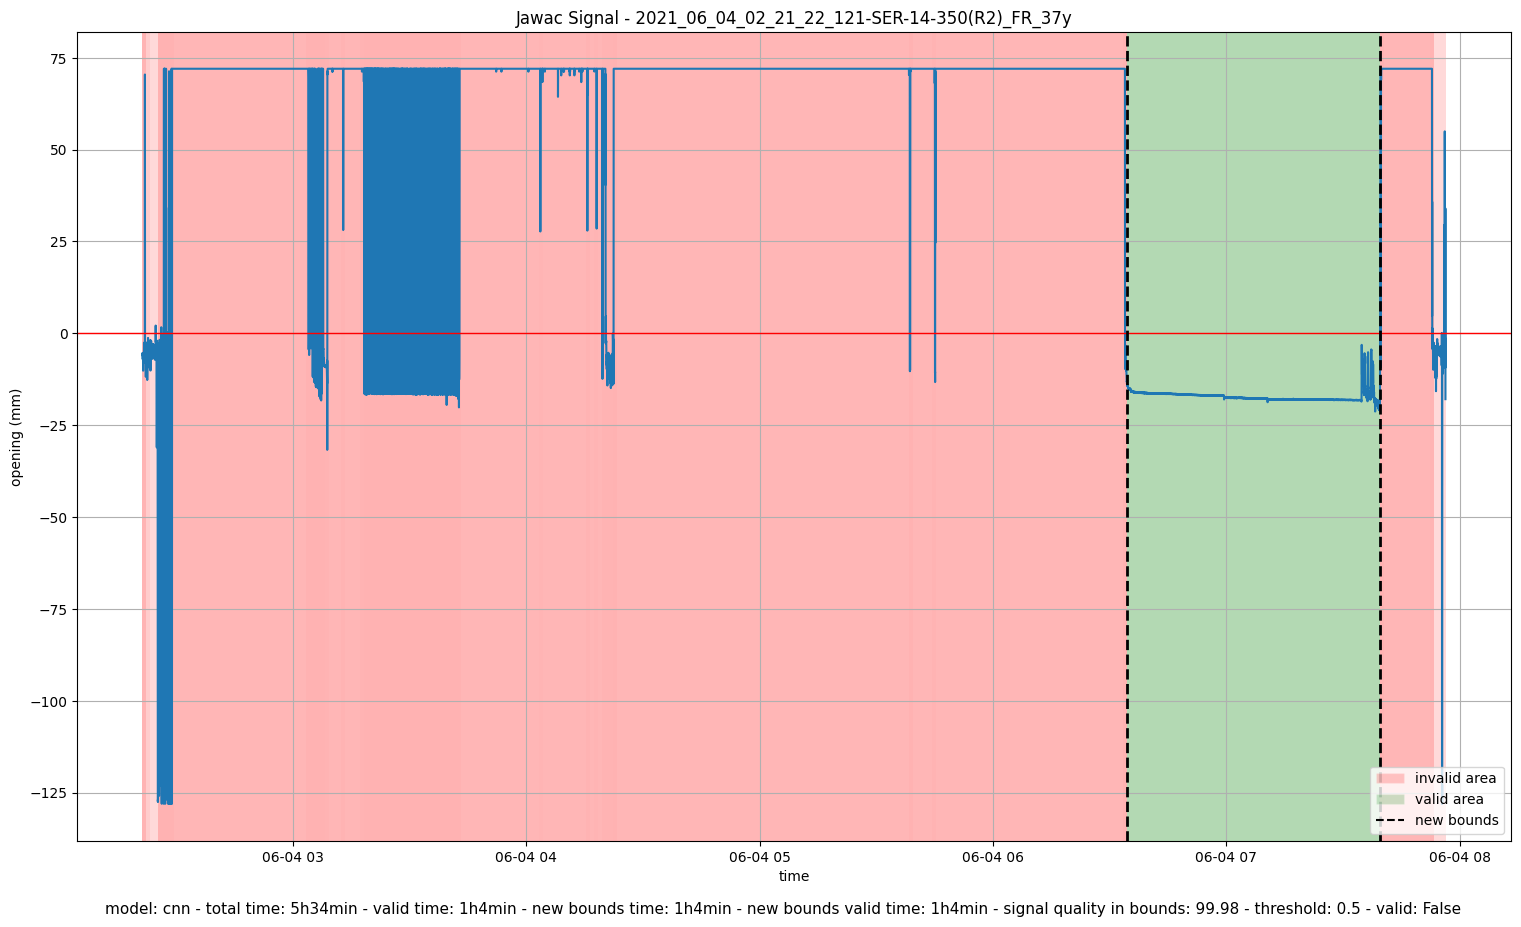 Jawac Signal - 2021_06_04_02_21_22_121-SER-14-350(R2)_FR_37y
75
50
25
0
−25
−50
−75
−100
−125
opening (mm)
06-04 03
06-04 04
06-04 05
06-04 06
06-04 07
06-04 08
time
invalid area
valid area
new bounds
model: cnn - total time: 5h34min - valid time: 1h4min - new bounds time: 1h4min - new bounds valid time: 1h4min - signal quality in bounds: 99.98 - threshold: 0.5 - valid: False